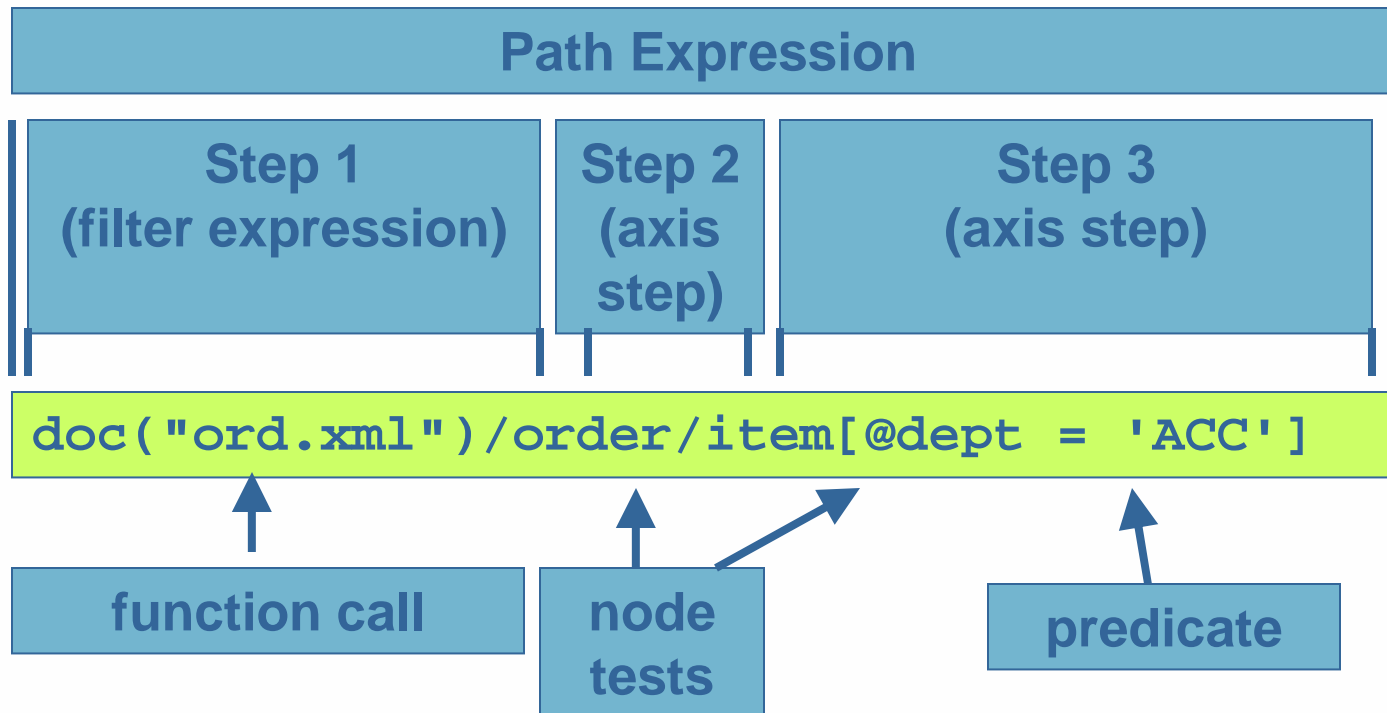 Path Expression
Step 1
(filter expression)
Step 2
(axis
step)
Step 3
(axis step)
doc("ord.xml")/order/item[@dept = 'ACC']
function call
node
tests
predicate